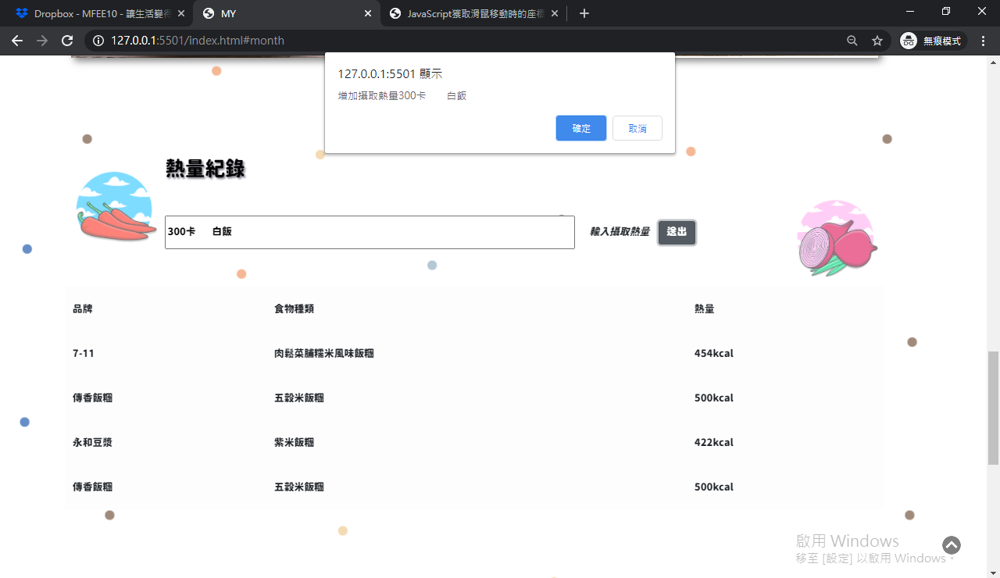 Dropbox - MFEE10 - 讓生活變得
MY
JavaScript獲取滑鼠移動時的座標
127.0.0.1:5501/index.html#month
無痕模式
127.0.0.1:5501 顯示
增加攝取熱量300卡 白飯
確定 取消
熱量紀錄
300卡 白飯
輸入攝取熱量 送出
品牌 食物種類 熱量
7-11 肉鬆菜脯糯米風味飯糰 454kcal
傳香飯糰 五穀米飯糰 500kcal
永和豆漿 紫米飯糰 422kcal
傳香飯糰 五穀米飯糰 500kcal
啟用 Windows
移至 [設定] 以啟用 Windows。